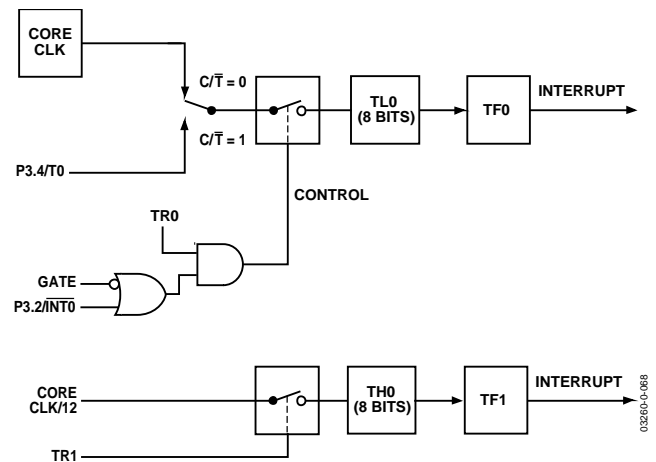 CORE
CLK
C/T̅ = 0
C/T̅ = 1
P3.4/T0
TL0
(8 BITS)
TF0
INTERRUPT
CONTROL
TR0
GATE
P3.2/I̅N̅T̅0̅
CORE
CLK/12
TH0
(8 BITS)
TF1
INTERRUPT
TR1
03260-0-068